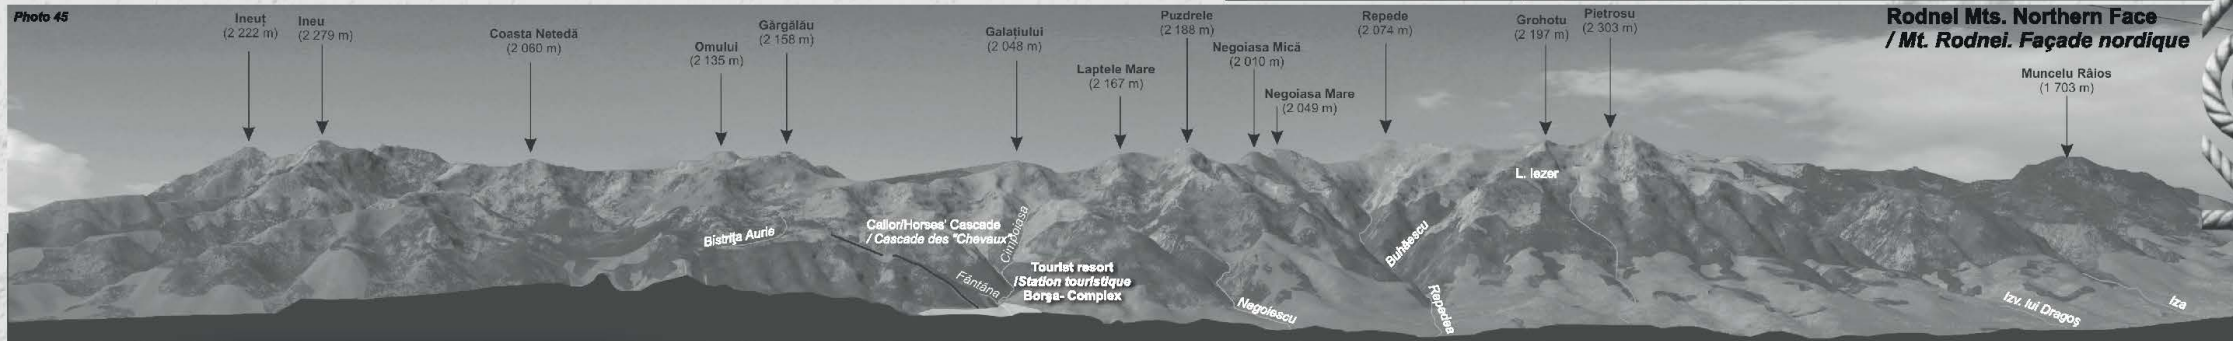 Photo 45
Rodnei Mts. Northern Face
/ Mt. Rodnei. Façade nordique
Ineuț
(2 222 m)
Ineu
(2 279 m)
Coasta Netedă
(2 060 m)
Omului
(2 135 m)
Gărgălău
(2 158 m)
Galațiului
(2 048 m)
Laptele Mare
(2 167 m)
Puzdrele
(2 188 m)
Negoiasa Mică
(2 010 m)
Negoiasa Mare
(2 049 m)
Repede
(2 074 m)
Grohotu
(2 197 m)
Pietrosu
(2 303 m)
Muncelu Râios
(1 703 m)
L. Iezer
Bistrița Aurie
Cailor/Horses' Cascade
/ Cascade des "Chevaux"
Cimpoiasa
Fântâna
Tourist resort
/Station touristique
Borșa- Complex
Negoiescu
Buhăescu
Repedea
Izv. lui Dragoș
Iza